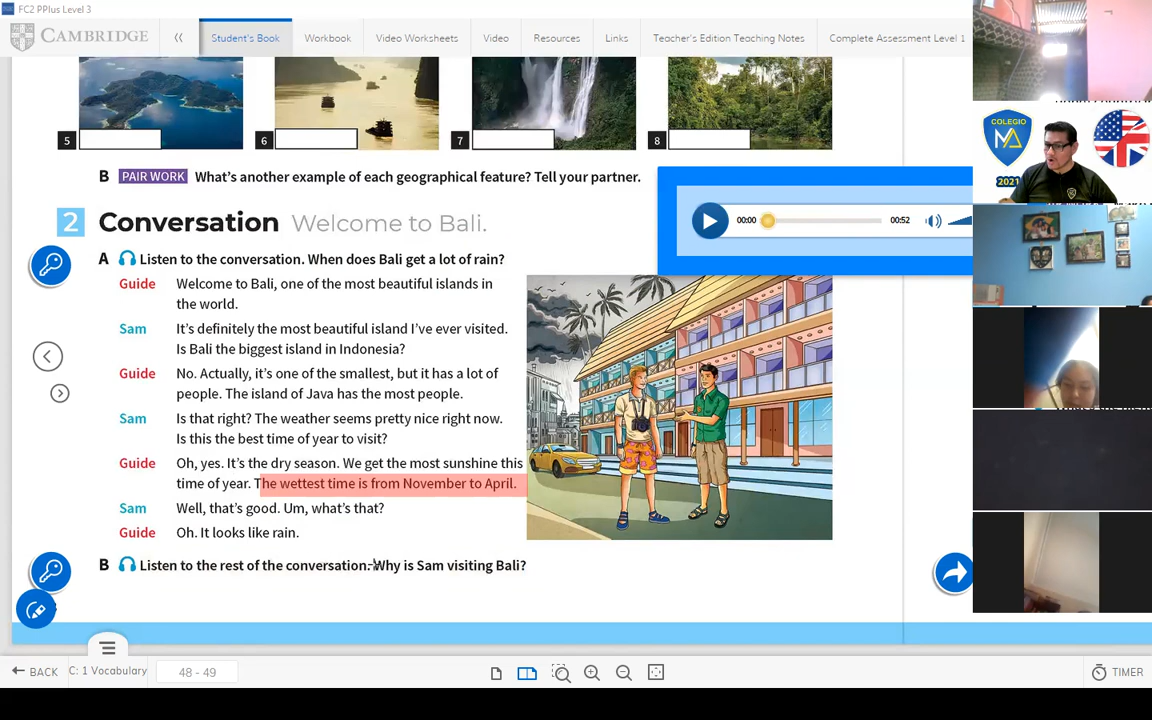 FC2 PPlus Level 3
CAMBRIDGE
Student's Book
Workbook
Video Worksheets
Video
Resources
Links
Teacher's Edition Teaching Notes
Complete Assessment Level 1
5
6
7
8
B PAIR WORK What's another example of each geographical feature? Tell your partner.
COLEGIO
MA
2021
2 Conversation Welcome to Bali.
00:00
00:52
A Listen to the conversation. When does Bali get a lot of rain?
Guide Welcome to Bali, one of the most beautiful islands in
the world.
Sam It's definitely the most beautiful island I've ever visited.
Is Bali the biggest island in Indonesia?
Guide No. Actually, it's one of the smallest, but it has a lot of
people. The island of Java has the most people.
Sam Is that right? The weather seems pretty nice right now.
Is this the best time of year to visit?
Guide Oh, yes. It's the dry season. We get the most sunshine this
time of year. The wettest time is from November to April.
Sam Well, that's good. Um, what's that?
Guide Oh. It looks like rain.
B Listen to the rest of the conversation. Why is Sam visiting Bali?
BACK
C: 1 Vocabulary
48 - 49
TIMER